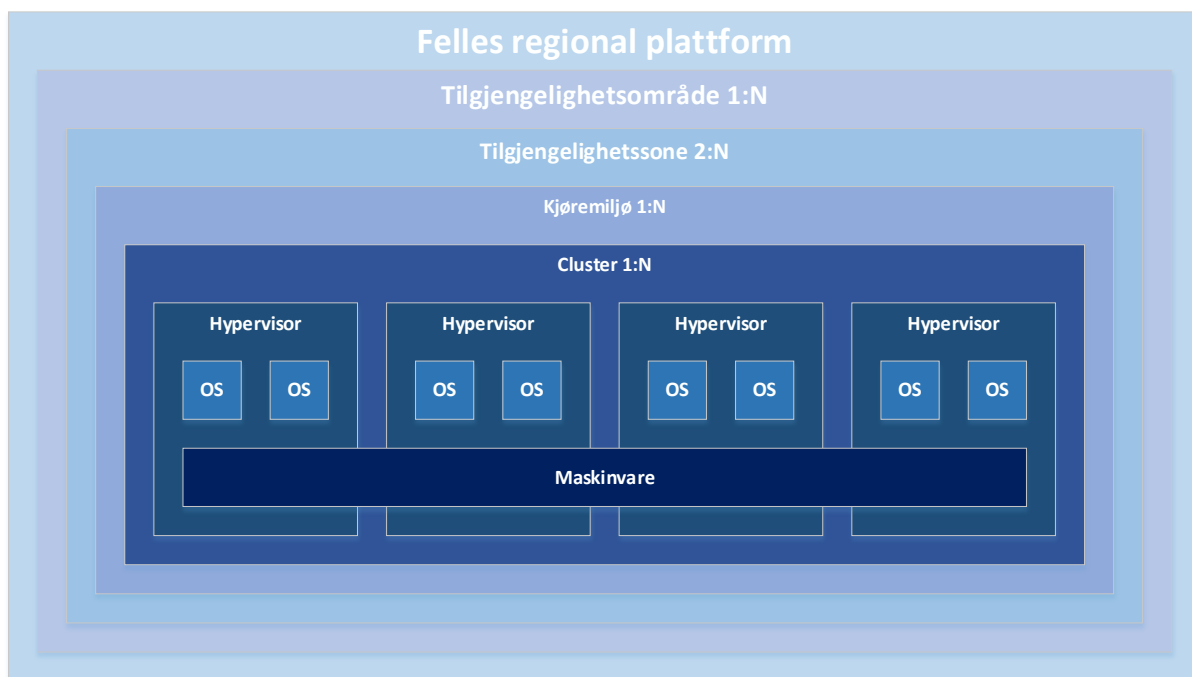 Felles regional plattform
Tilgjengelighetsområde 1:N
Tilgjengelighetssone 2:N
Kjøremiljø 1:N
Cluster 1:N
Hypervisor Hypervisor Hypervisor Hypervisor
OS OS OS OS OS OS OS OS
Maskinvare